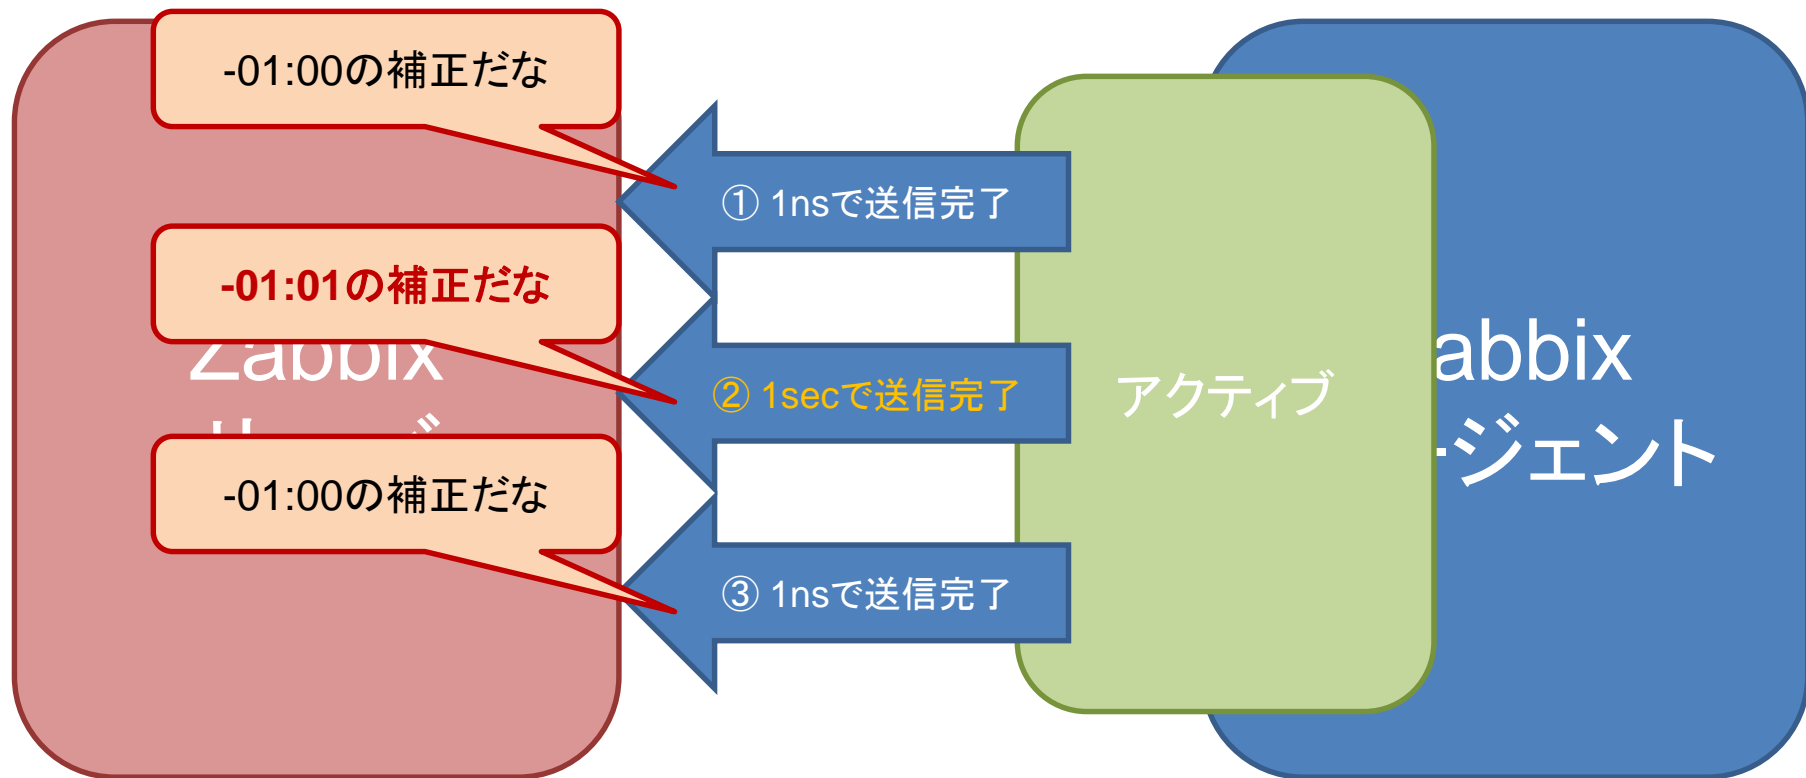 -01:00の補正だな
① 1nsで送信完了
-01:01の補正だな
Zabbix
② 1secで送信完了
アクティブ
abbix
ージェント
-01:00の補正だな
③ 1nsで送信完了